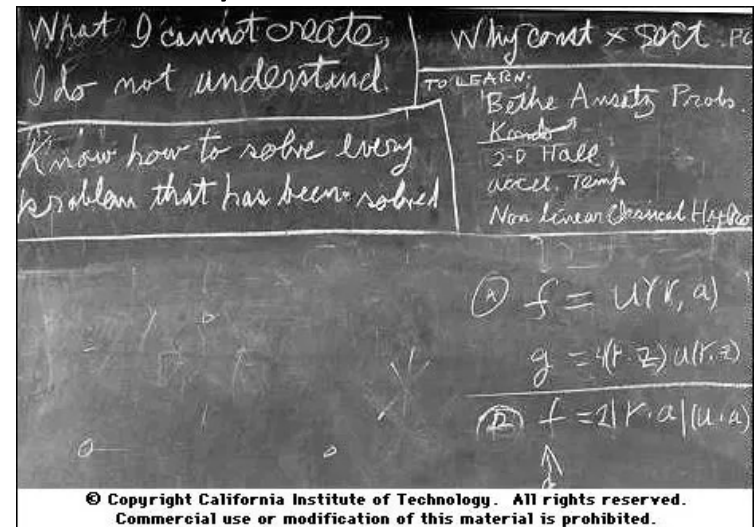 What I cannot create,
I do not understand.
Know how to solve every
problem that has been solved
Why const × sort . PO
TO LEARN:
Bethe Ansatz Probs.
Kondo
2-D Hall
accel. Temp
Non linear Classical Hydro
Ⓐ f = u(r, a)
g = 4(r·z) u(r, z)
Ⓑ f = 2|r·a|(u·a)
© Copyright California Institute of Technology. All rights reserved.
Commercial use or modification of this material is prohibited.